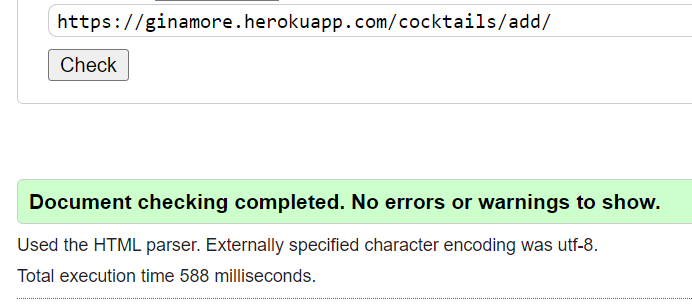 https://ginamore.herokuapp.com/cocktails/add/
Check
Document checking completed. No errors or warnings to show.
Used the HTML parser. Externally specified character encoding was utf-8.
Total execution time 588 milliseconds.